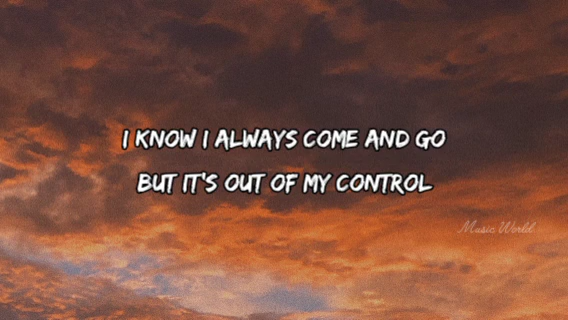 I KNOW I ALWAYS COME AND GO
BUT IT'S OUT OF MY CONTROL
Music World